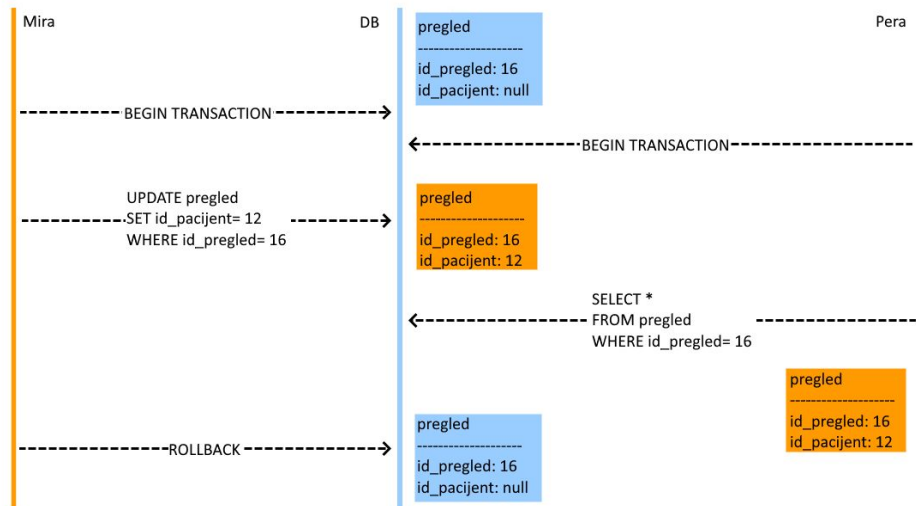 Mira
DB
Pera
pregled
--------------------
id_pregled: 16
id_pacijent: null
BEGIN TRANSACTION
BEGIN TRANSACTION
UPDATE pregled
SET id_pacijent= 12
WHERE id_pregled= 16
pregled
--------------------
id_pregled: 16
id_pacijent: 12
SELECT *
FROM pregled
WHERE id_pregled= 16
pregled
--------------------
id_pregled: 16
id_pacijent: 12
ROLLBACK
pregled
--------------------
id_pregled: 16
id_pacijent: null